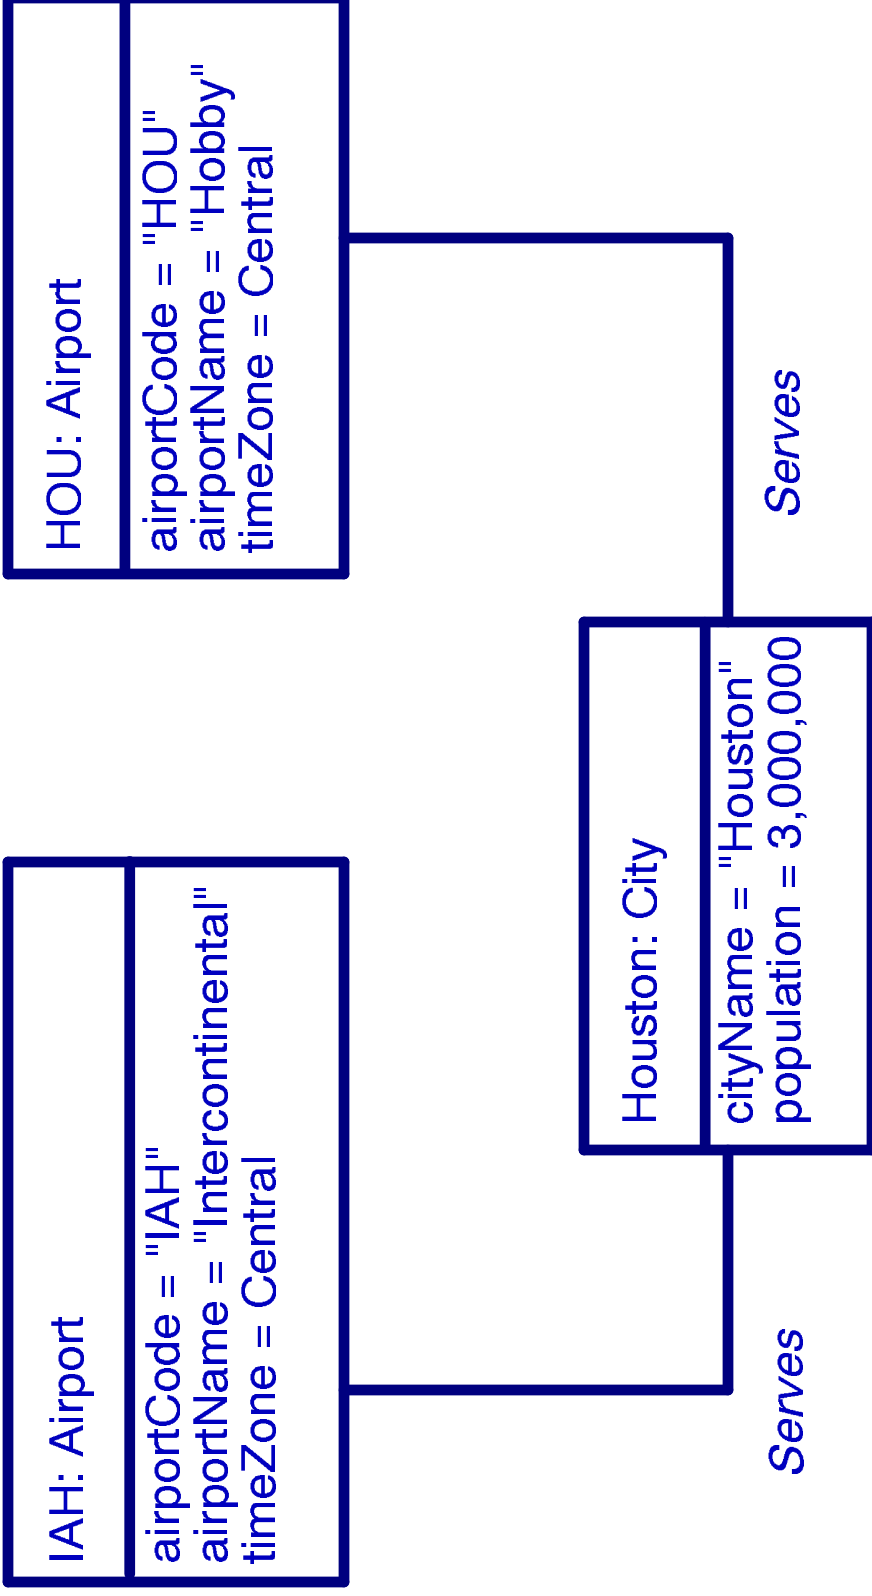 IAH: Airport
airportCode = "IAH"
airportName = "Intercontinental"
timeZone = Central
HOU: Airport
airportCode = "HOU"
airportName = "Hobby"
timeZone = Central
Houston: City
cityName = "Houston"
population = 3,000,000
Serves
Serves